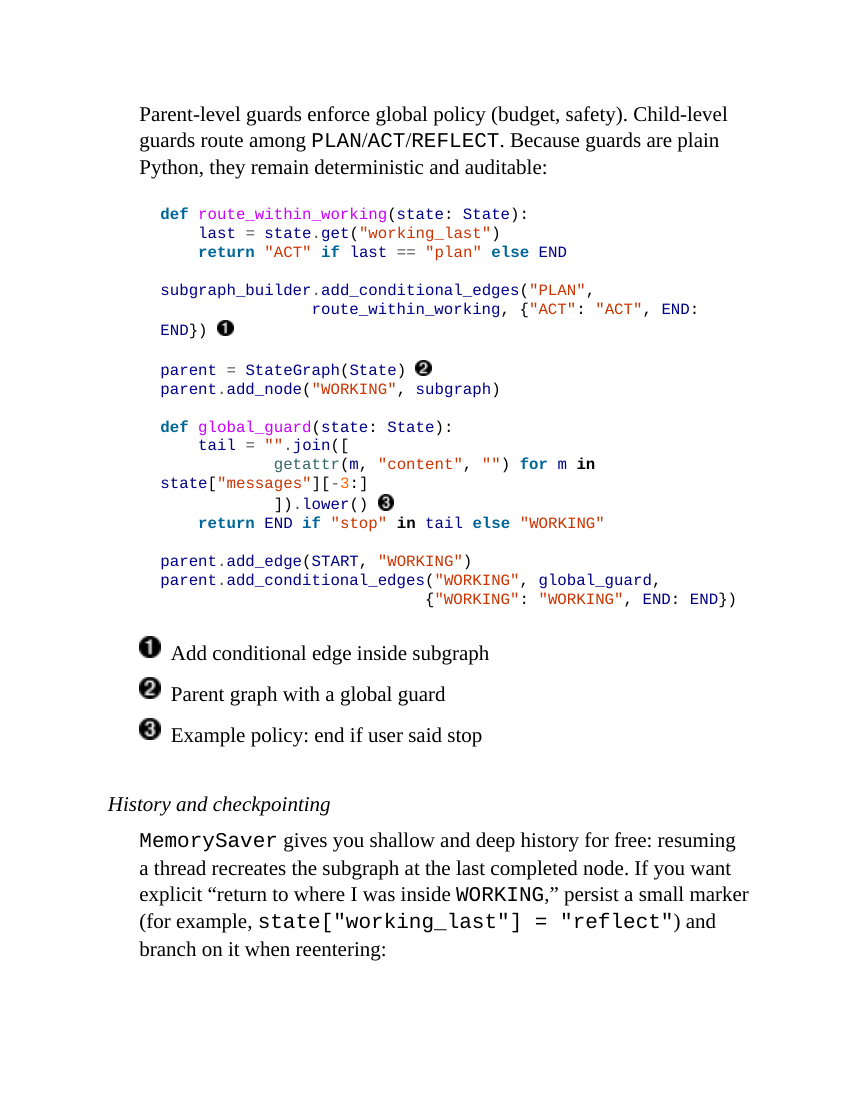 Parent-level guards enforce global policy (budget, safety). Child-level
guards route among PLAN/ACT/REFLECT. Because guards are plain
Python, they remain deterministic and auditable:
def route_within_working(state: State):
    last = state.get("working_last")
    return "ACT" if last == "plan" else END
subgraph_builder.add_conditional_edges("PLAN",
                route_within_working, {"ACT": "ACT", END:
END}) ❶
parent = StateGraph(State) ❷
parent.add_node("WORKING", subgraph)
def global_guard(state: State):
    tail = "".join([
            getattr(m, "content", "") for m in
state["messages"][-3:]
            ]).lower() ❸
    return END if "stop" in tail else "WORKING"
parent.add_edge(START, "WORKING")
parent.add_conditional_edges("WORKING", global_guard,
                            {"WORKING": "WORKING", END: END})
❶ Add conditional edge inside subgraph
❷ Parent graph with a global guard
❸ Example policy: end if user said stop
History and checkpointing
MemorySaver gives you shallow and deep history for free: resuming
a thread recreates the subgraph at the last completed node. If you want
explicit “return to where I was inside WORKING,” persist a small marker
(for example, state["working_last"] = "reflect") and
branch on it when reentering: